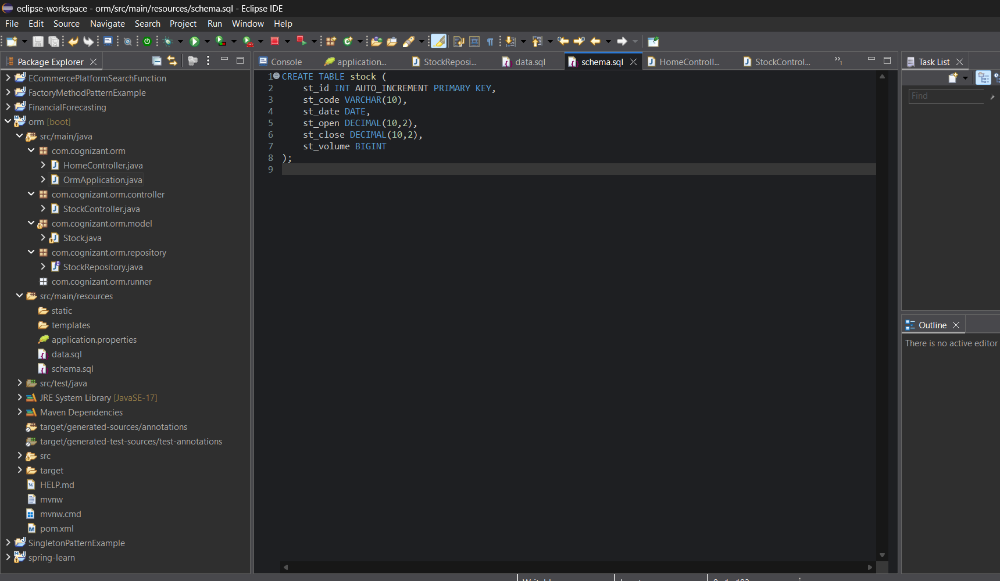 eclipse-workspace - orm/src/main/resources/schema.sql - Eclipse IDE
File Edit Source Navigate Search Project Run Window Help
Package Explorer
ECommercePlatformSearchFunction
FactoryMethodPatternExample
FinancialForecasting
orm [boot]
src/main/java
com.cognizant.orm
HomeController.java
OrmApplication.java
com.cognizant.orm.controller
StockController.java
com.cognizant.orm.model
Stock.java
com.cognizant.orm.repository
StockRepository.java
com.cognizant.orm.runner
src/main/resources
static
templates
application.properties
data.sql
schema.sql
src/test/java
JRE System Library [JavaSE-17]
Maven Dependencies
target/generated-sources/annotations
target/generated-test-sources/test-annotations
src
target
HELP.md
mvnw
mvnw.cmd
pom.xml
SingletonPatternExample
spring-learn
Console application... StockReposi... data.sql schema.sql HomeControll... StockControl... »1
1 CREATE TABLE stock (
2 st_id INT AUTO_INCREMENT PRIMARY KEY,
3 st_code VARCHAR(10),
4 st_date DATE,
5 st_open DECIMAL(10,2),
6 st_close DECIMAL(10,2),
7 st_volume BIGINT
8 );
9
Task List
Find
Outline
There is no active editor